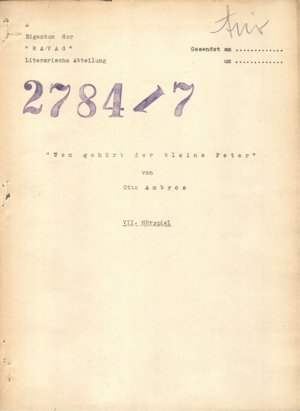 A
Eigentum der
"RAVAG"
Literarische Abteilung
Gesendet am .............
um .............
2784/7
"Wem gehört der kleine Peter"
von
Otto Ambros
VII. Hörspiel